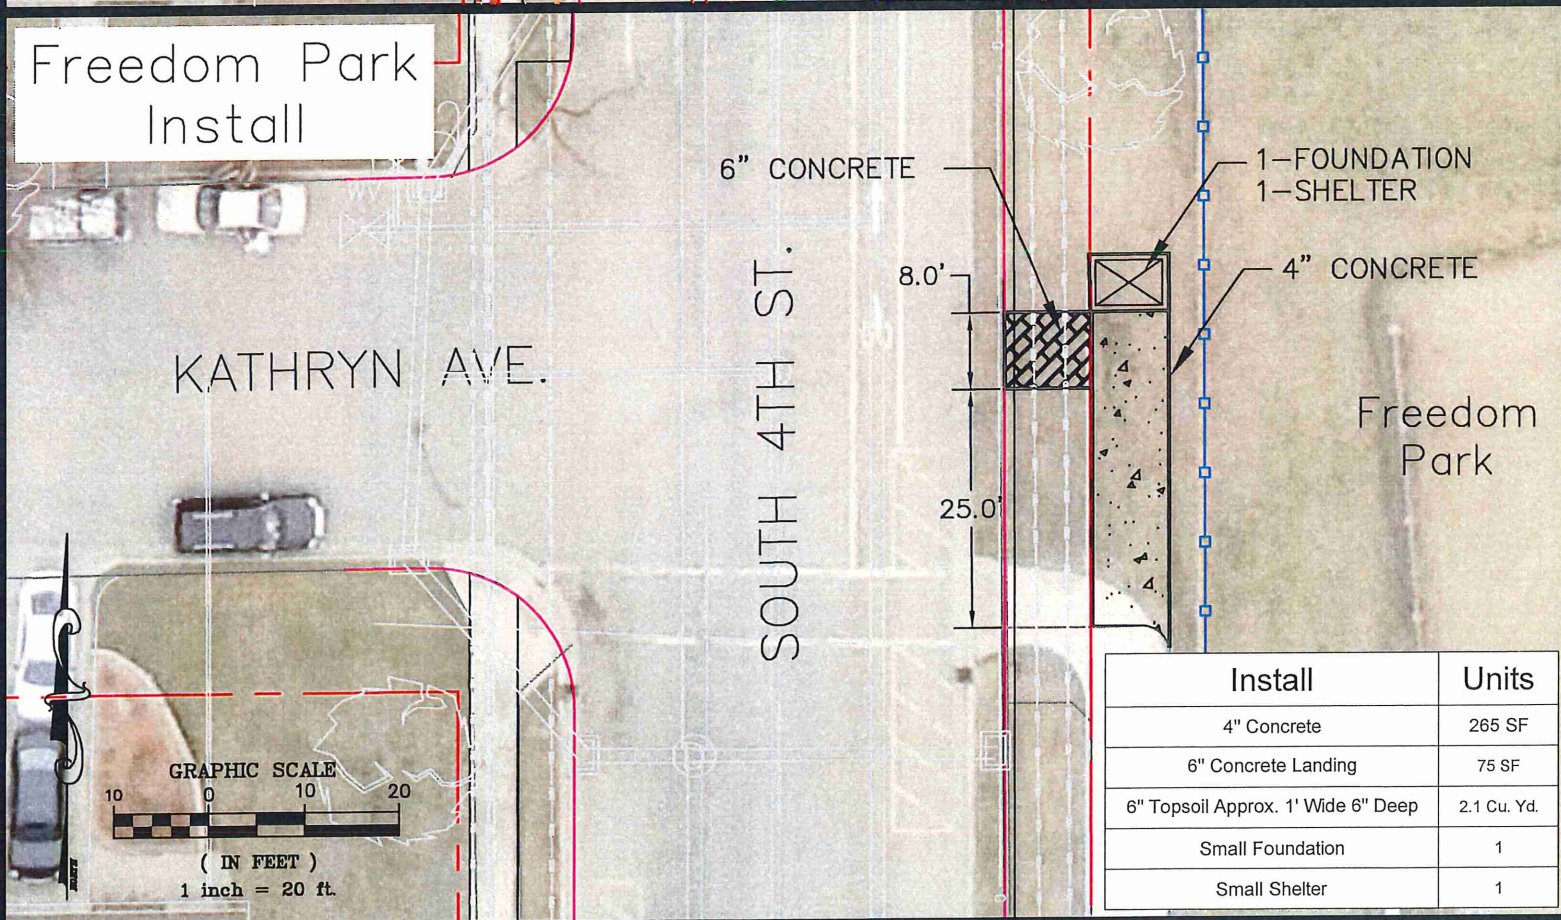 Freedom Park
Install
6" CONCRETE
1-FOUNDATION
1-SHELTER
8.0'
4" CONCRETE
KATHRYN AVE.
SOUTH 4TH ST.
Freedom
Park
25.0'
GRAPHIC SCALE
10 0 10 20
( IN FEET )
1 inch = 20 ft.
Install Units
4" Concrete 265 SF
6" Concrete Landing 75 SF
6" Topsoil Approx. 1' Wide 6" Deep 2.1 Cu. Yd.
Small Foundation 1
Small Shelter 1